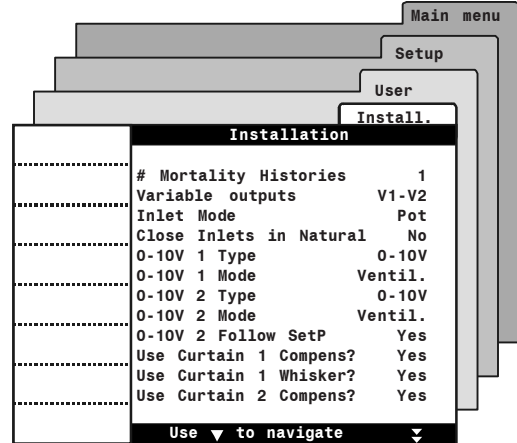 Main menu
Setup
User
Install.
Installation
# Mortality Histories 1
Variable outputs V1-V2
Inlet Mode Pot
Close Inlets in Natural No
0-10V 1 Type 0-10V
0-10V 1 Mode Ventil.
0-10V 2 Type 0-10V
0-10V 2 Mode Ventil.
0-10V 2 Follow SetP Yes
Use Curtain 1 Compens? Yes
Use Curtain 1 Whisker? Yes
Use Curtain 2 Compens? Yes
Use ▼ to navigate